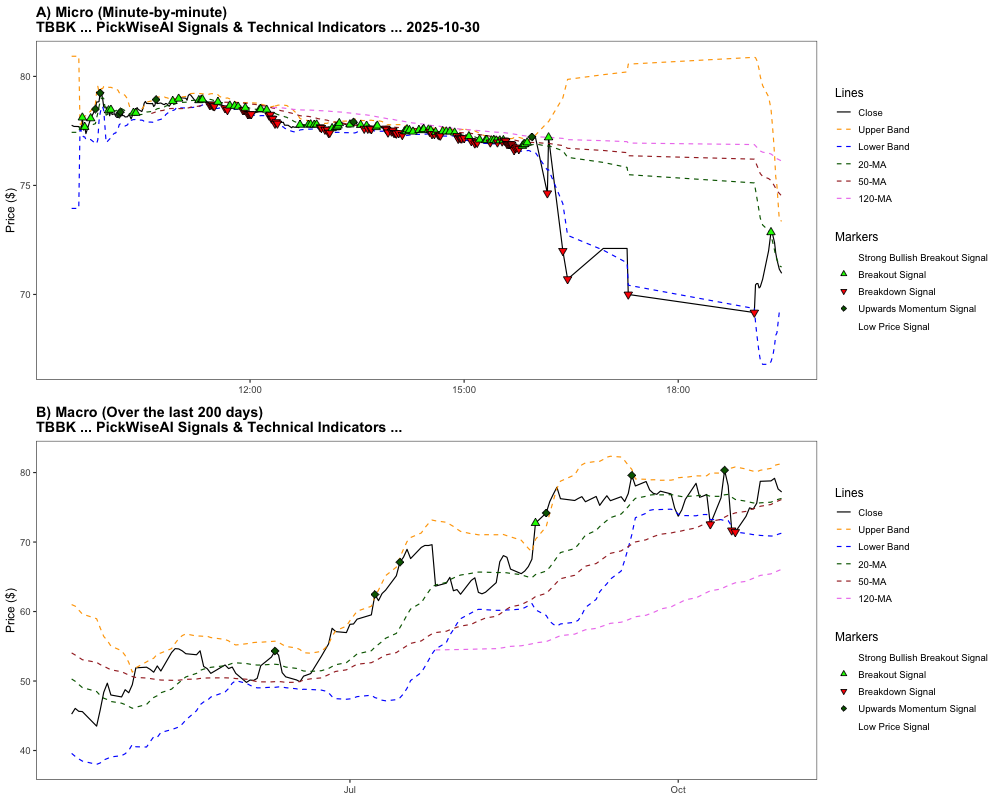 A) Micro (Minute-by-minute)
TBBK ... PickWiseAI Signals & Technical Indicators ... 2025-10-30
Price ($)
80
75
70
12:00
15:00
18:00
Lines
Close
Upper Band
Lower Band
20-MA
50-MA
120-MA
Markers
Strong Bullish Breakout Signal
Breakout Signal
Breakdown Signal
Upwards Momentum Signal
Low Price Signal
B) Macro (Over the last 200 days)
TBBK ... PickWiseAI Signals & Technical Indicators ...
Price ($)
80
70
60
50
40
Jul
Oct
Lines
Close
Upper Band
Lower Band
20-MA
50-MA
120-MA
Markers
Strong Bullish Breakout Signal
Breakout Signal
Breakdown Signal
Upwards Momentum Signal
Low Price Signal